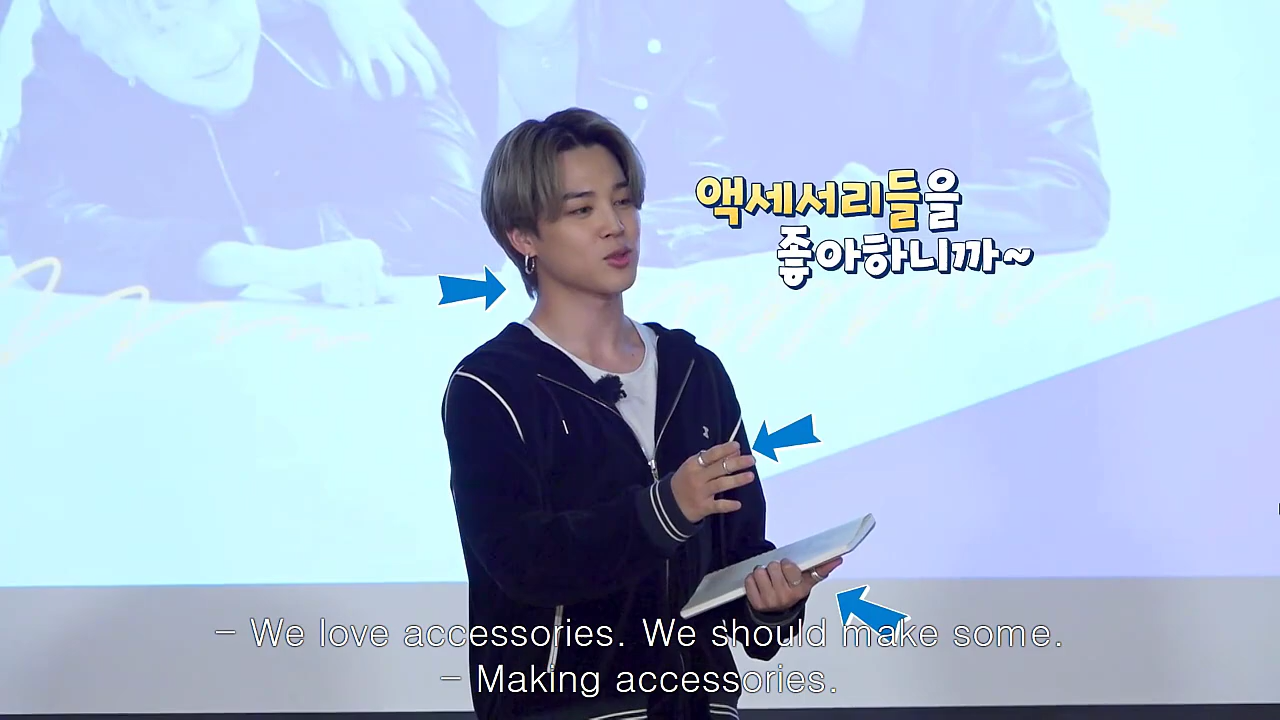 액세서리들을
좋아하니까~
– We love accessories. We should make some.
– Making accessories.